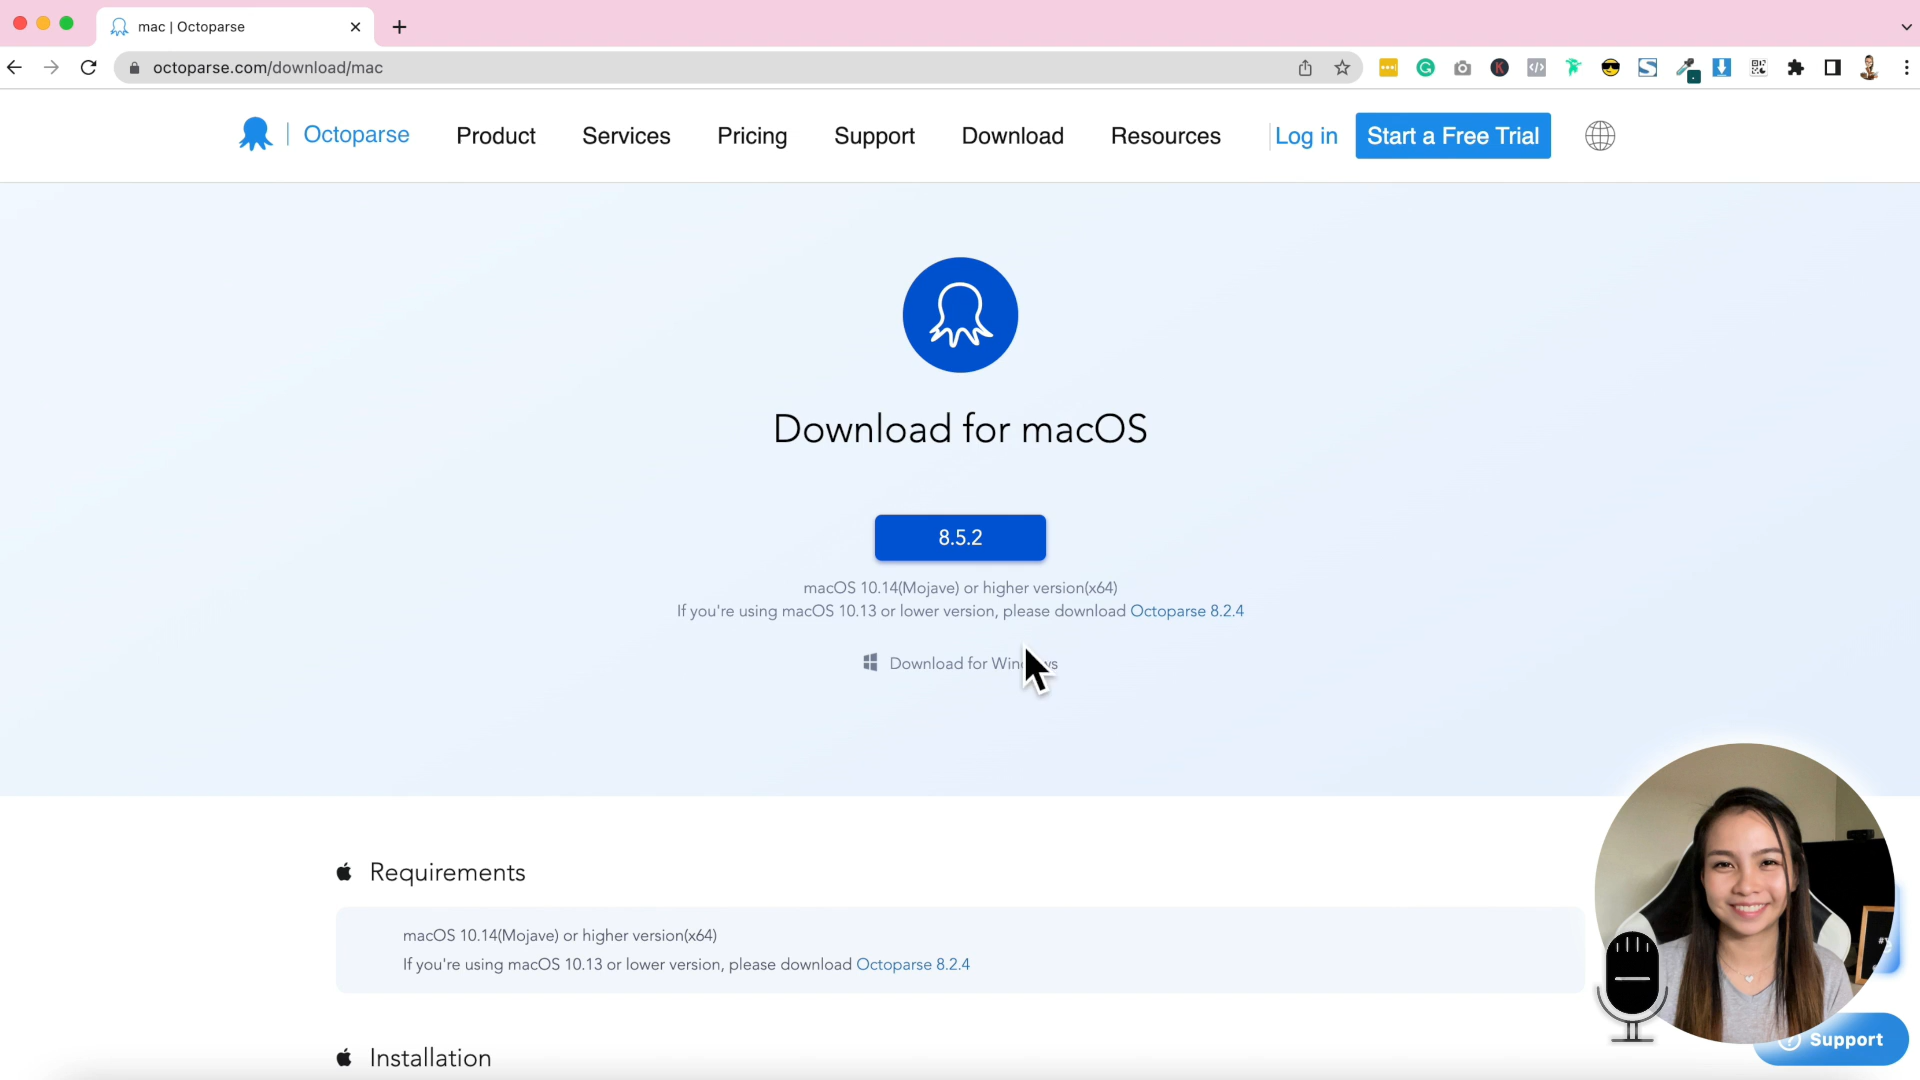 mac | Octoparse
octoparse.com/download/mac
Octoparse
Product
Services
Pricing
Support
Download
Resources
Log in
Start a Free Trial
Download for macOS
8.5.2
macOS 10.14(Mojave) or higher version(x64)
If you're using macOS 10.13 or lower version, please download Octoparse 8.2.4
Download for Windows
Requirements
macOS 10.14(Mojave) or higher version(x64)
If you're using macOS 10.13 or lower version, please download Octoparse 8.2.4
Installation
Support